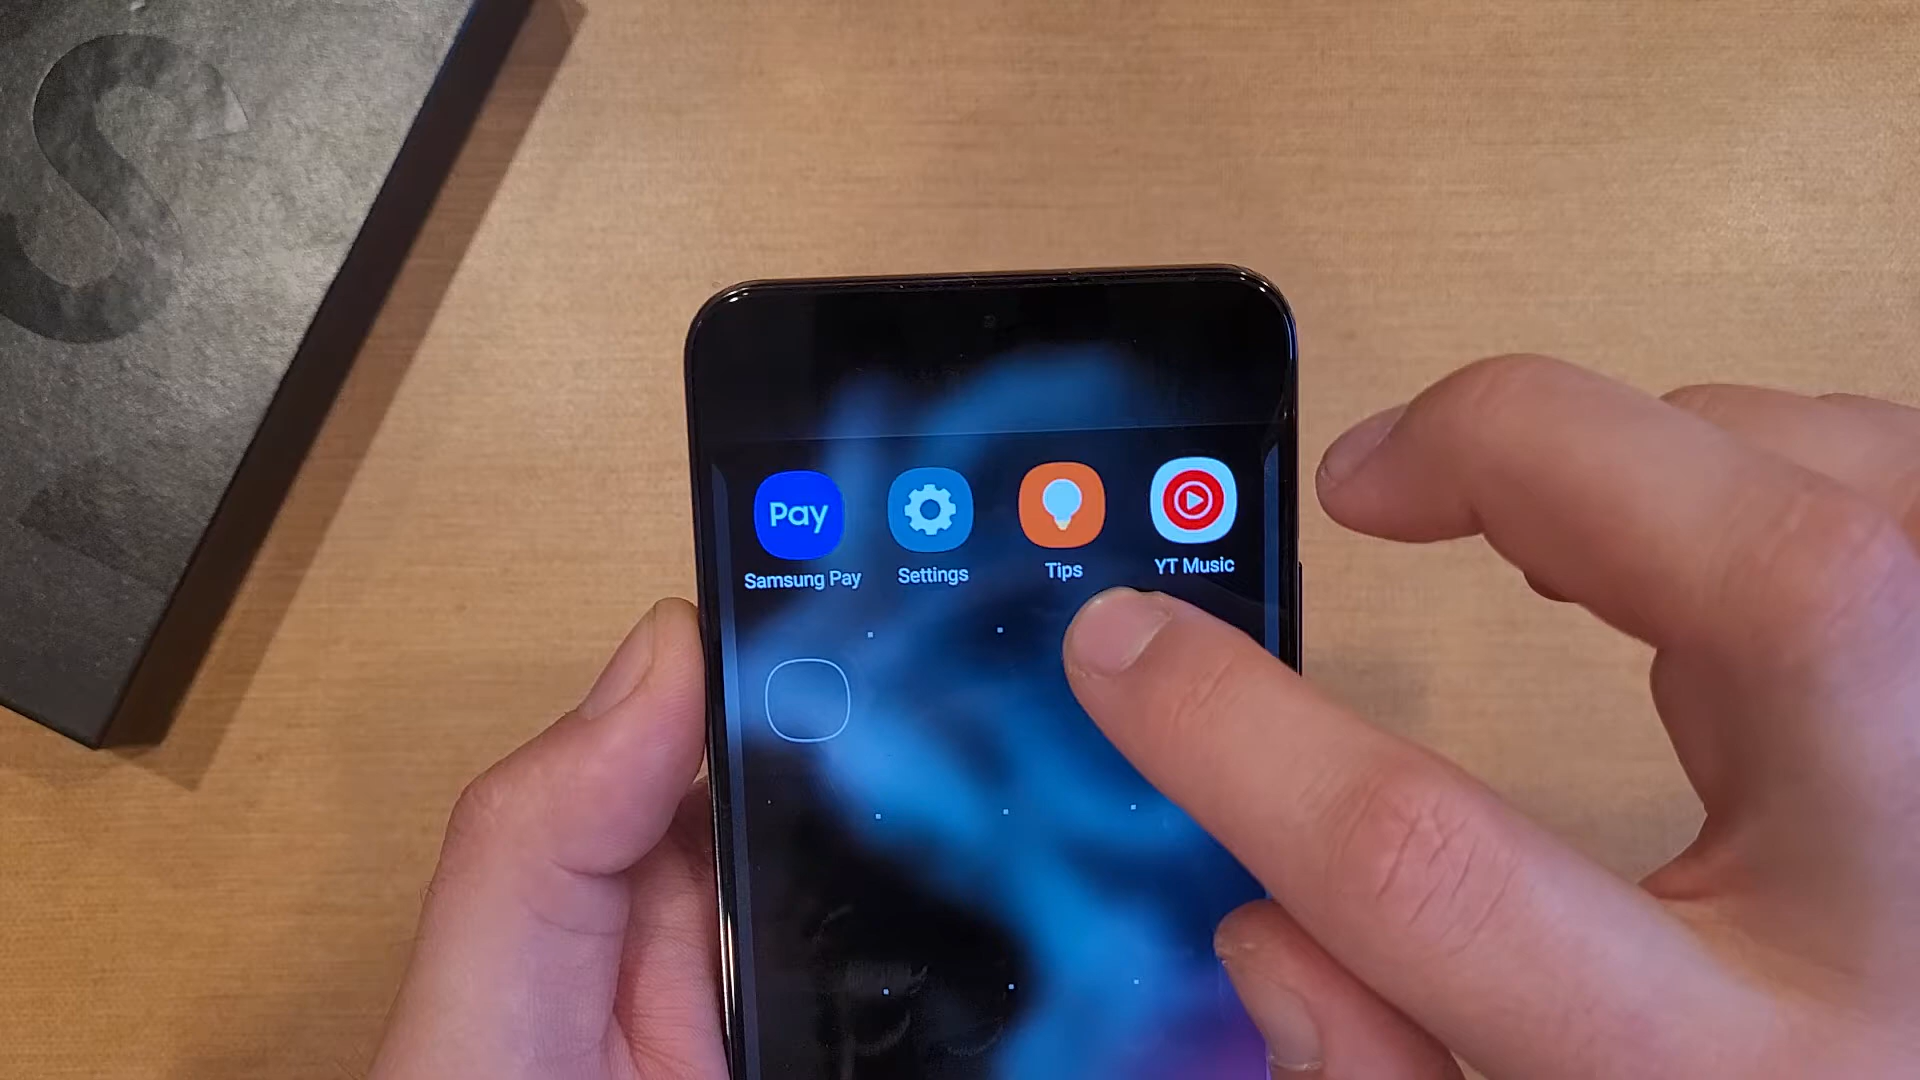 S
Pay
Samsung Pay
Settings
Tips
YT Music